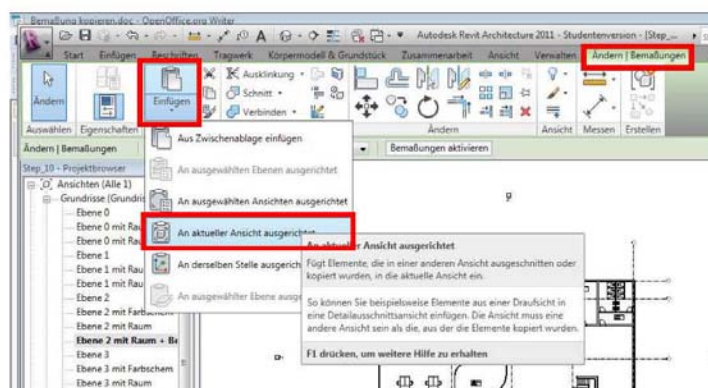 Bemaßung kopieren.doc - OpenOffice.org Writer
Autodesk Revit Architecture 2011 - Studentenversion - [Step_...
Start Einfügen Beschriften Tragwerk Körpermodell & Grundstück Zusammenarbeit Ansicht Verwalten Ändern | Bemaßungen
Ausklinkung
Ändern Einfügen Schnitt
Verbinden
Auswählen Eigenschaften Ändern Ansicht Messen Erstellen
Ändern | Bemaßungen Bemaßungen aktivieren
Aus Zwischenablage einfügen
An ausgewählten Ebenen ausgerichtet
An ausgewählten Ansichten ausgerichtet
An aktueller Ansicht ausgerichtet
An derselben Stelle ausgerich
An ausgewählter Ebene ausge
Step_10 - Projektbrowser
Ansichten (Alle 1)
Grundrisse (Grundri
Ebene 0
Ebene 0 mit Rau
Ebene 0 mit Rau
Ebene 1
Ebene 1 mit Rau
Ebene 1 mit Rau
Ebene 2
Ebene 2 mit Farbschem
Ebene 2 mit Raum
Ebene 2 mit Raum + Be
Ebene 3
Ebene 3 mit Farbschem
Ebene 3 mit Raum
An aktueller Ansicht ausgerichtet
Fügt Elemente, die in einer anderen Ansicht ausgeschnitten oder
kopiert wurden, in die aktuelle Ansicht ein.
So können Sie beispielsweise Elemente aus einer Draufsicht in
eine Detailausschnittsansicht einfügen. Die Ansicht muss eine
andere Ansicht sein als die, aus der die Elemente kopiert wurden.
F1 drücken, um weitere Hilfe zu erhalten